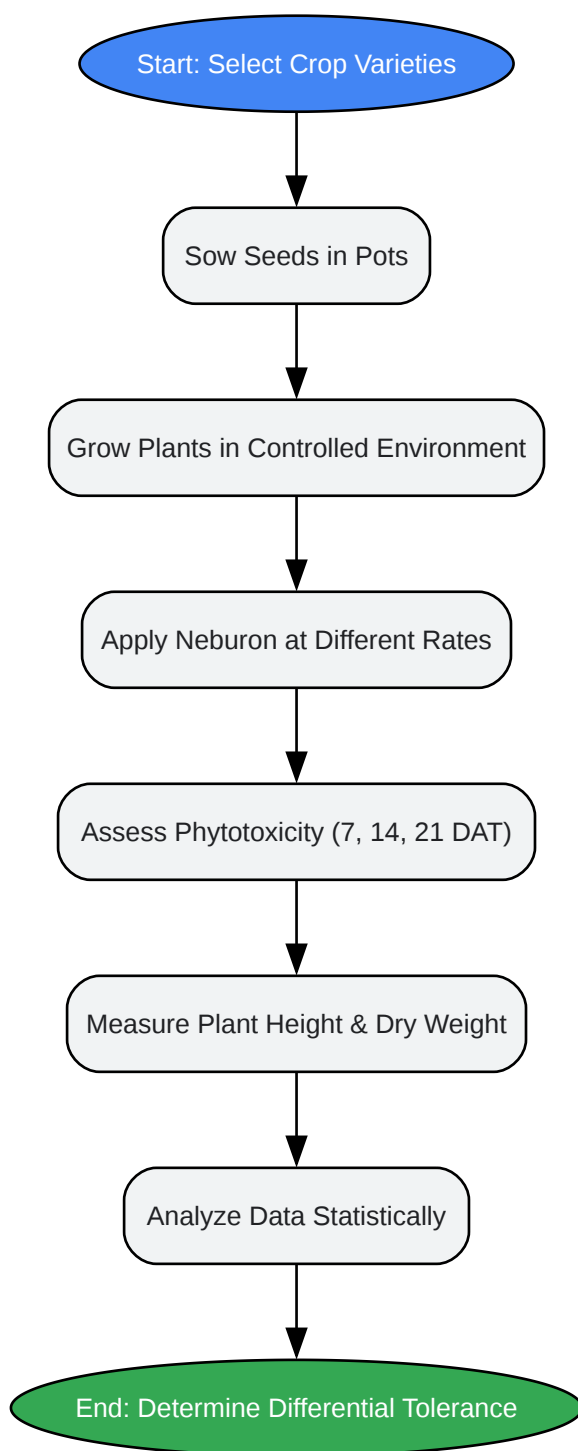 Start: Select Crop Varieties
Sow Seeds in Pots
Grow Plants in Controlled Environment
Apply Neburon at Different Rates
Assess Phytotoxicity (7, 14, 21 DAT)
Measure Plant Height & Dry Weight
Analyze Data Statistically
End: Determine Differential Tolerance